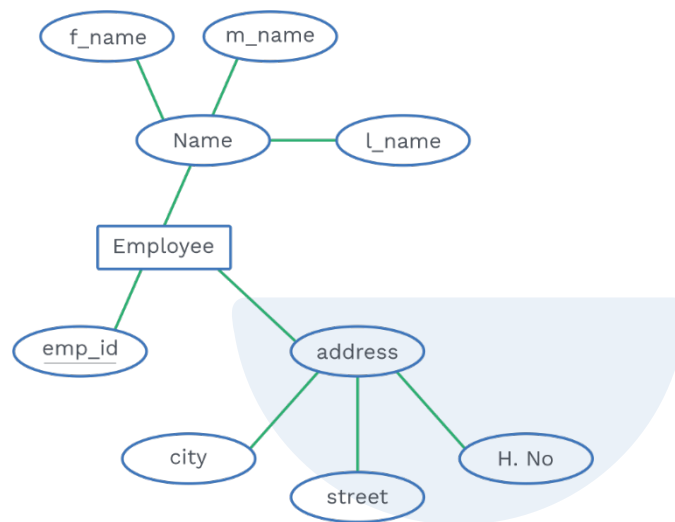 f_name
m_name
Name
l_name
Employee
emp_id
address
city
H. No
street